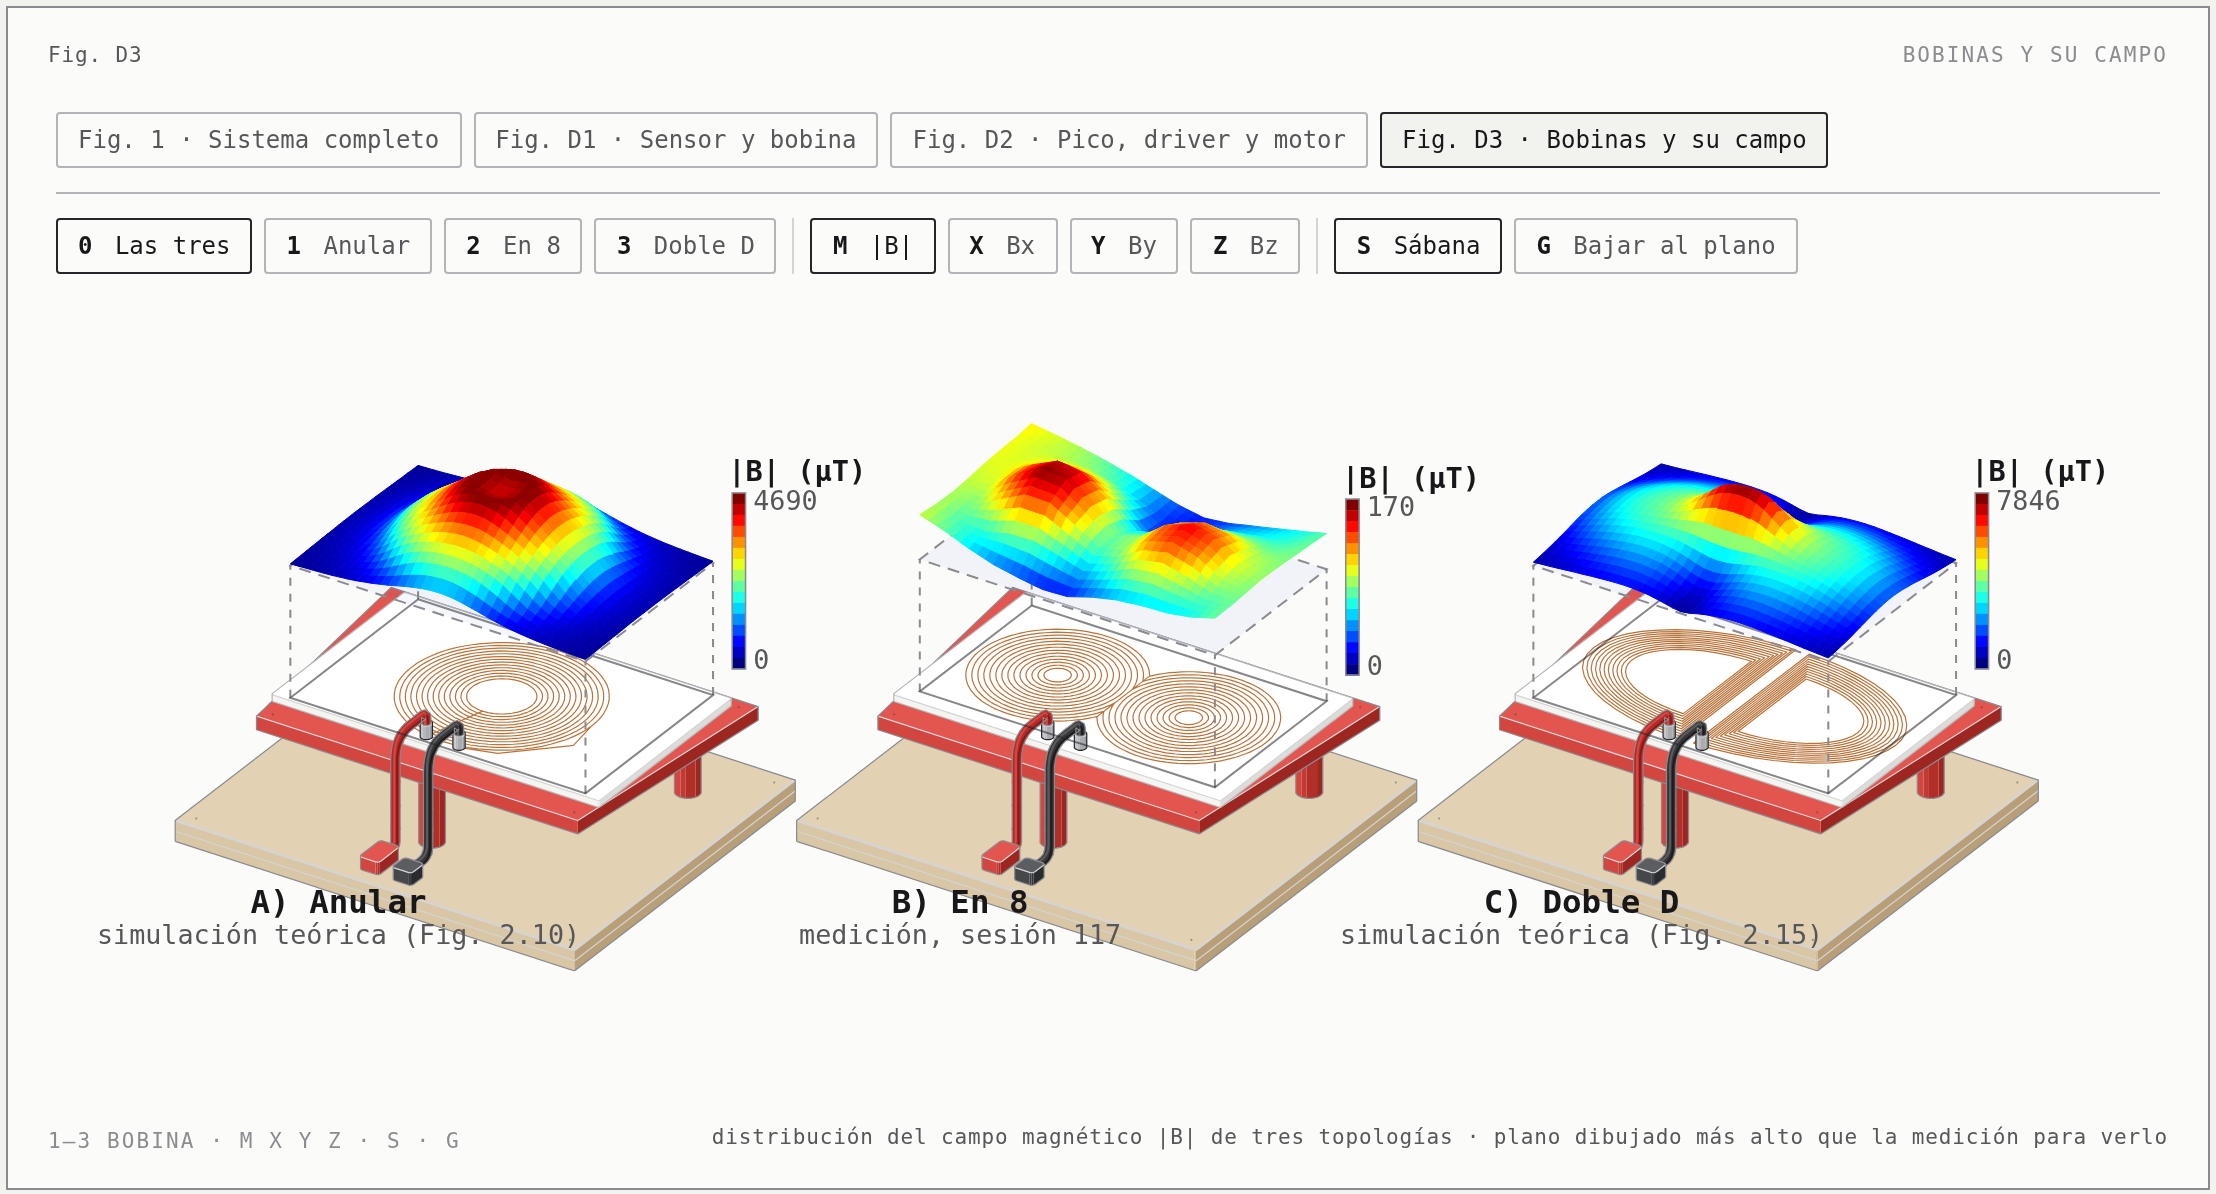 Fig. D3
BOBINAS Y SU CAMPO
Fig. 1 · Sistema completo
Fig. D1 · Sensor y bobina
Fig. D2 · Pico, driver y motor
Fig. D3 · Bobinas y su campo
0 Las tres
1 Anular
2 En 8
3 Doble D
M |B|
X Bx
Y By
Z Bz
S Sábana
G Bajar al plano
|B| (µT)
4690
0
|B| (µT)
170
0
|B| (µT)
7846
0
A) Anular
simulación teórica (Fig. 2.10)
B) En 8
medición, sesión 117
C) Doble D
simulación teórica (Fig. 2.15)
1–3 BOBINA · M X Y Z · S · G
distribución del campo magnético |B| de tres topologías · plano dibujado más alto que la medición para verlo